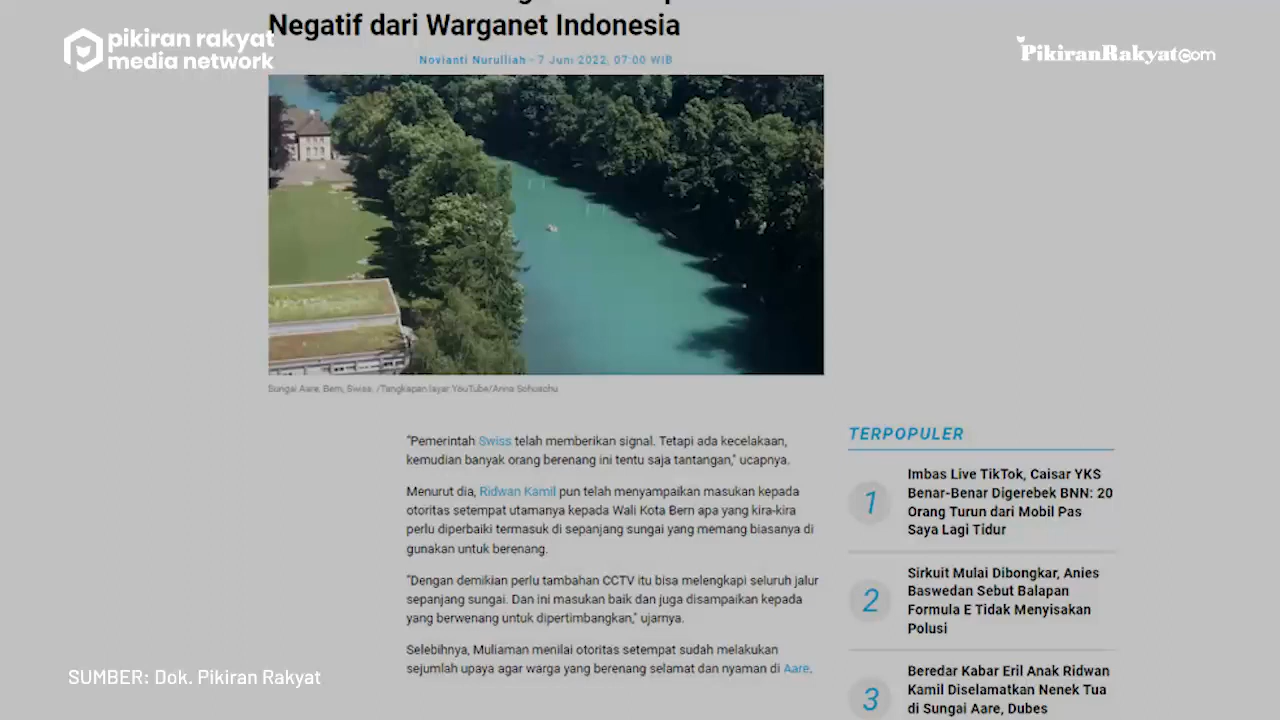 pikiran rakyat
media network
PikiranRakyat.com
Negatif dari Warganet Indonesia
Novianti Nurulliah - 7 Juni 2022, 07:00 WIB
Sungai Aare, Bern, Swiss. /Tangkapan layar YouTube/Anna Schuschu
"Pemerintah Swiss telah memberikan signal. Tetapi ada kecelakaan,
kemudian banyak orang berenang ini tentu saja tantangan," ucapnya.
Menurut dia, Ridwan Kamil pun telah menyampaikan masukan kepada
otoritas setempat utamanya kepada Wali Kota Bern apa yang kira-kira
perlu diperbaiki termasuk di sepanjang sungai yang memang biasanya di
gunakan untuk berenang.
"Dengan demikian perlu tambahan CCTV itu bisa melengkapi seluruh jalur
sepanjang sungai. Dan ini masukan baik dan juga disampaikan kepada
yang berwenang untuk dipertimbangkan," ujarnya.
Selebihnya, Muliaman menilai otoritas setempat sudah melakukan
sejumlah upaya agar warga yang berenang selamat dan nyaman di Aare.
TERPOPULER
1
Imbas Live TikTok, Caisar YKS
Benar-Benar Digerebek BNN: 20
Orang Turun dari Mobil Pas
Saya Lagi Tidur
2
Sirkuit Mulai Dibongkar, Anies
Baswedan Sebut Balapan
Formula E Tidak Menyisakan
Polusi
3
Beredar Kabar Eril Anak Ridwan
Kamil Diselamatkan Nenek Tua
di Sungai Aare, Dubes
SUMBER: Dok. Pikiran Rakyat